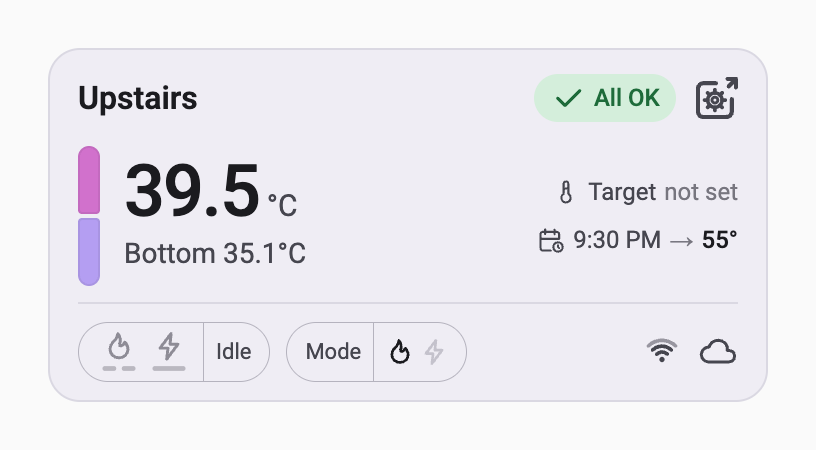 Upstairs
All OK
39.5 °C
Bottom 35.1°C
Target not set
9:30 PM → 55°
Idle
Mode